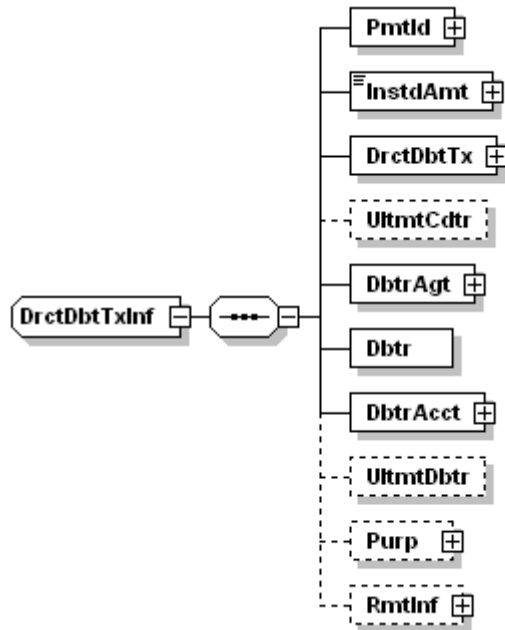 PmtId
InstdAmt
DrctDbtTx
UltmtCdtr
DbtrAgt
DrctDbtTxInf
Dbtr
DbtrAcct
UltmtDbtr
Purp
RmtInf